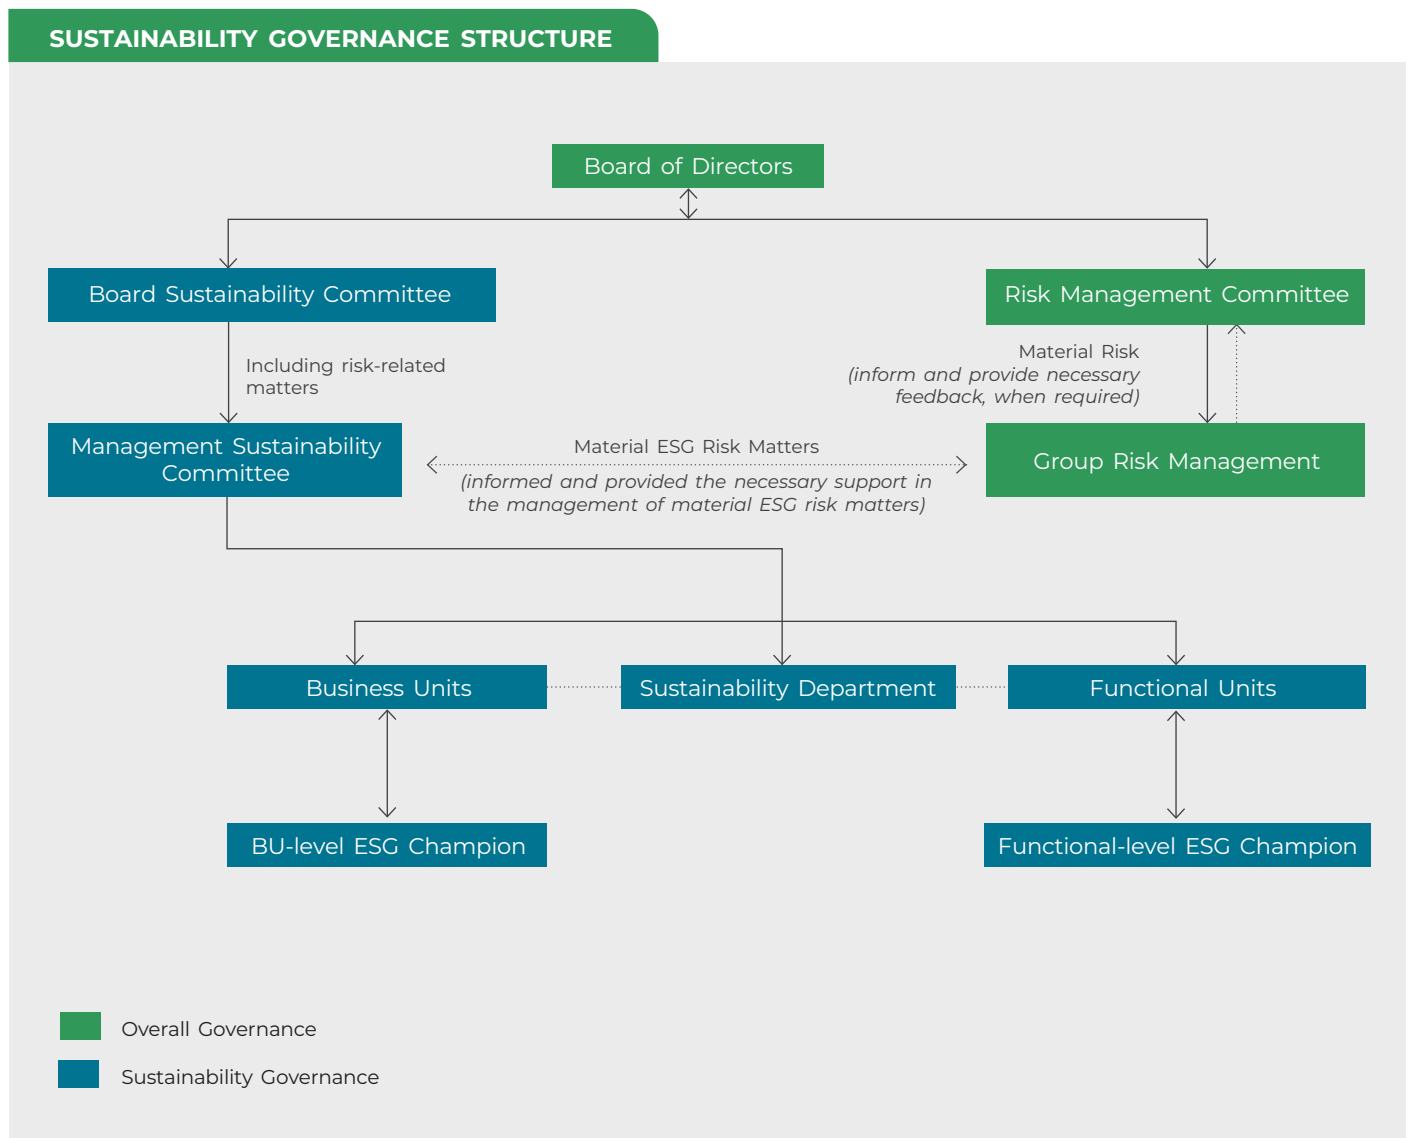 SUSTAINABILITY GOVERNANCE STRUCTURE
Board of Directors
Board Sustainability Committee
Risk Management Committee
Including risk-related
matters
Material Risk
(inform and provide necessary
feedback, when required)
Management Sustainability
Committee
Material ESG Risk Matters
(informed and provided the necessary support in
the management of material ESG risk matters)
Group Risk Management
Business Units
Sustainability Department
Functional Units
BU-level ESG Champion
Functional-level ESG Champion
Overall Governance
Sustainability Governance